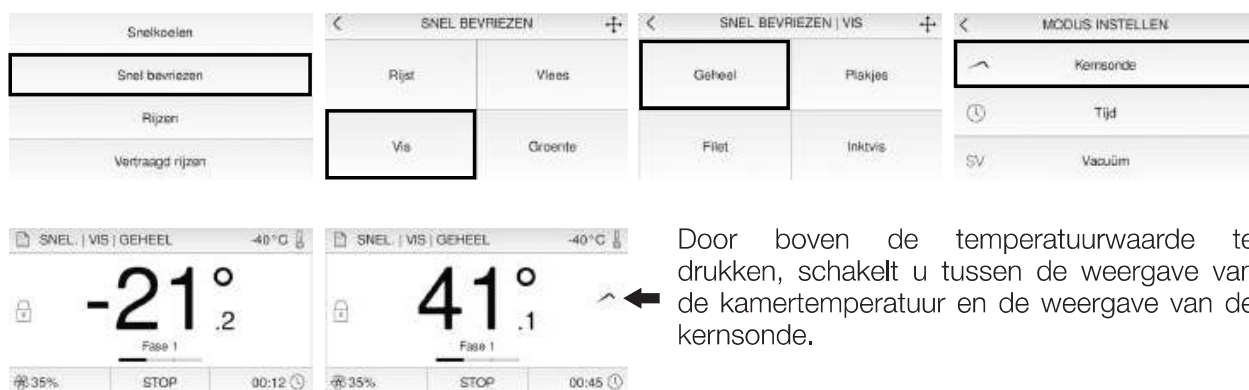 Snelkoelen
Snel bevriezen
Rijzen
Vertraagd rijzen
SNEL BEVRIEZEN
Rijst
Vlees
Vis
Groente
SNEL BEVRIEZEN | VIS
Geheel
Plakjes
Filet
Inktvis
MODUS INSTELLEN
Kernsonde
Tijd
SV
Vacuüm
SNEL. | VIS | GEHEEL -40°C
-21°.2
Fase 1
35% STOP 00:12
SNEL. | VIS | GEHEEL -40°C
41°.1
Fase 1
35% STOP 00:45
Door boven de temperatuurwaarde te
drukken, schakelt u tussen de weergave van
de kamertemperatuur en de weergave van de
kernsonde.